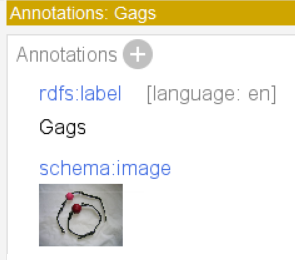 Annotations: Gags
Annotations
rdfs:label [language: en]
Gags
schema:image